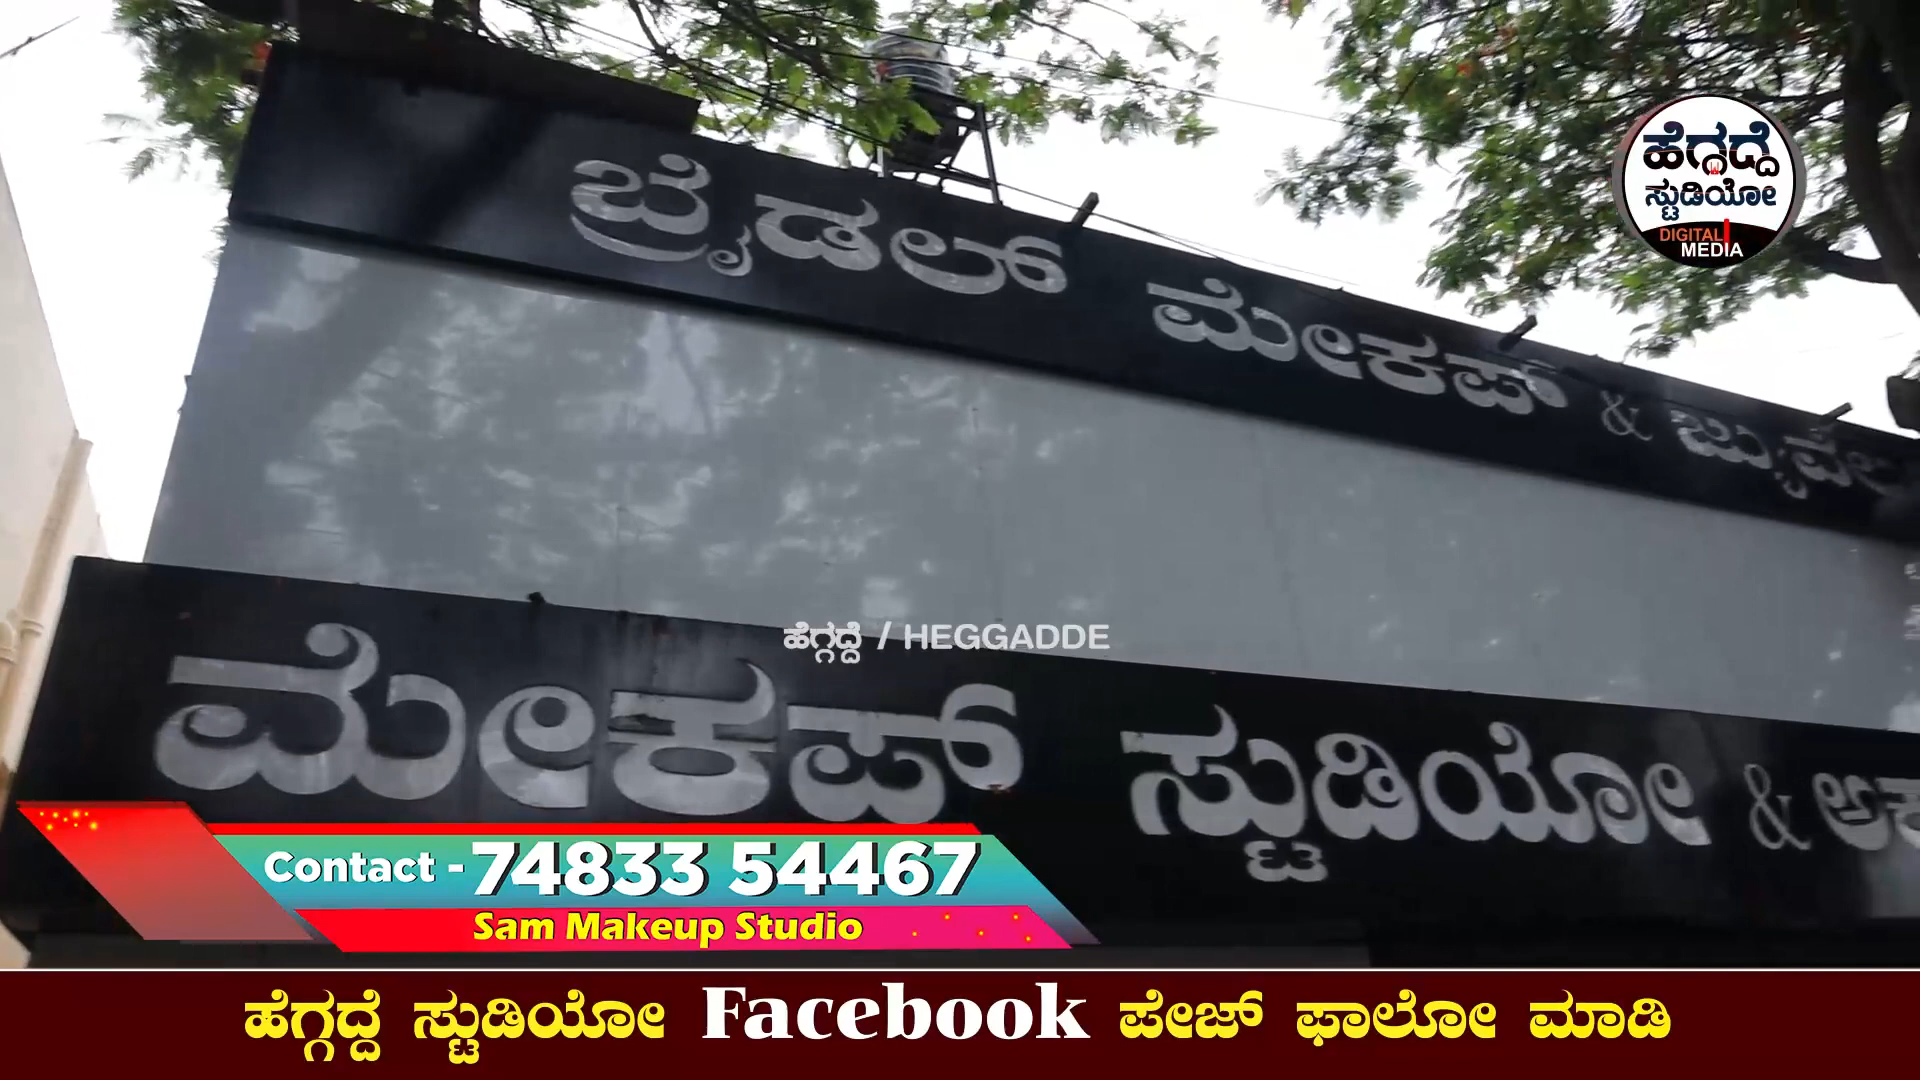 ಹೆಗ್ಗದ್ದೆ
ಸ್ಟುಡಿಯೋ
DIGITAL
MEDIA
ಬ್ರೈಡಲ್ ಮೇಕಪ್ &
ಹೆಗ್ಗದ್ದೆ / HEGGADDE
ಮೇಕಪ್ ಸ್ಟುಡಿಯೋ &
Contact - 74833 54467
Sam Makeup Studio
ಹೆಗ್ಗದ್ದೆ ಸ್ಟುಡಿಯೋ Facebook ಪೇಜ್ ಫಾಲೋ ಮಾಡಿ